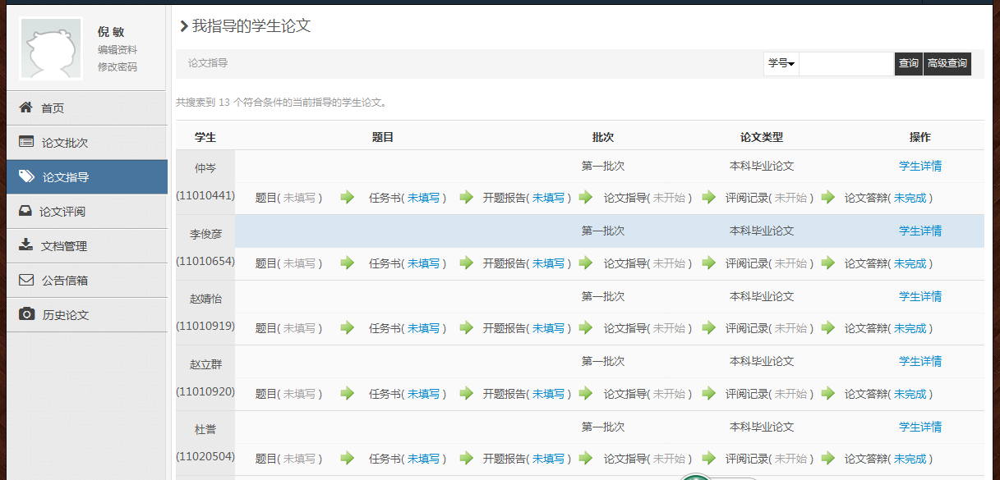 倪 敏
编辑资料
修改密码
首页
论文批次
论文指导
论文评阅
文档管理
公告信箱
历史论文
我指导的学生论文
论文指导
学号 查询 高级查询
共搜索到 13 个符合条件的当前指导的学生论文。
学生 题目 批次 论文类型 操作
仲岑 第一批次 本科毕业论文 学生详情
(11010441) 题目( 未填写 ) 任务书( 未填写 ) 开题报告( 未填写 ) 论文指导( 未开始 ) 评阅记录( 未开始 ) 论文答辩( 未完成 )
李俊彦 第一批次 本科毕业论文 学生详情
(11010654) 题目( 未填写 ) 任务书( 未填写 ) 开题报告( 未填写 ) 论文指导( 未开始 ) 评阅记录( 未开始 ) 论文答辩( 未完成 )
赵婧怡 第一批次 本科毕业论文 学生详情
(11010919) 题目( 未填写 ) 任务书( 未填写 ) 开题报告( 未填写 ) 论文指导( 未开始 ) 评阅记录( 未开始 ) 论文答辩( 未完成 )
赵立群 第一批次 本科毕业论文 学生详情
(11010920) 题目( 未填写 ) 任务书( 未填写 ) 开题报告( 未填写 ) 论文指导( 未开始 ) 评阅记录( 未开始 ) 论文答辩( 未完成 )
杜誉 第一批次 本科毕业论文 学生详情
(11020504) 题目( 未填写 ) 任务书( 未填写 ) 开题报告( 未填写 ) 论文指导( 未开始 ) 评阅记录( 未开始 ) 论文答辩( 未完成 )